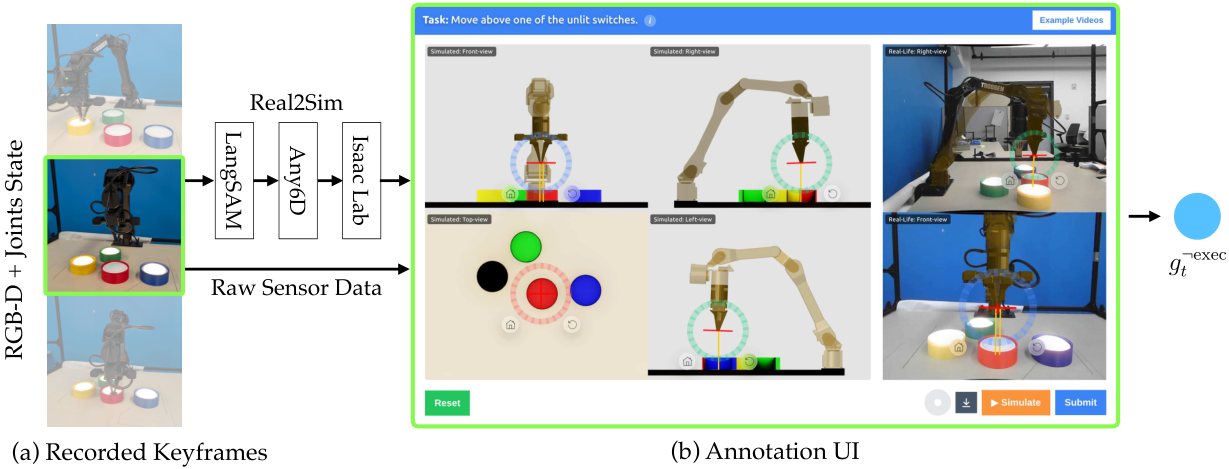 RGB-D + Joints State
Real2Sim
LangSAM
Any6D
Isaac Lab
Raw Sensor Data
(a) Recorded Keyframes
Task: Move above one of the unlit switches. i
Example Videos
Simulated: Front-view
Simulated: Right-view
Real-Life: Right-view
TROSSEN
Simulated: Top-view
Simulated: Left-view
Real-Life: Front-view
Reset
▶ Simulate
Submit
(b) Annotation UI
g_t^{¬exec}